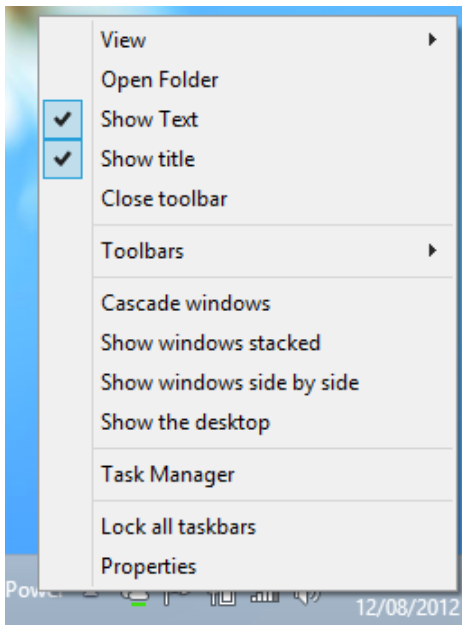 View
Open Folder
Show Text
Show title
Close toolbar
Toolbars
Cascade windows
Show windows stacked
Show windows side by side
Show the desktop
Task Manager
Lock all taskbars
Properties
Power
12/08/2012